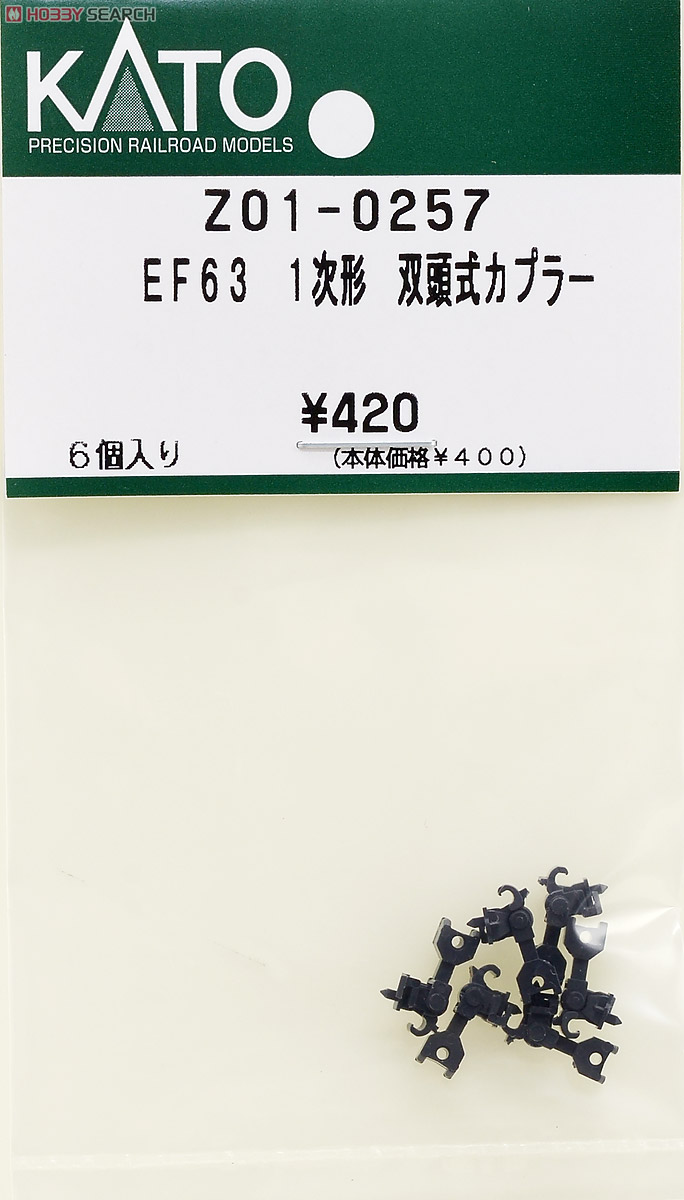 HOBBY SEARCH
KATO
PRECISION RAILROAD MODELS
Z01-0257
EF63 1次形 双頭式カプラー
¥420
6個入り (本体価格¥400)